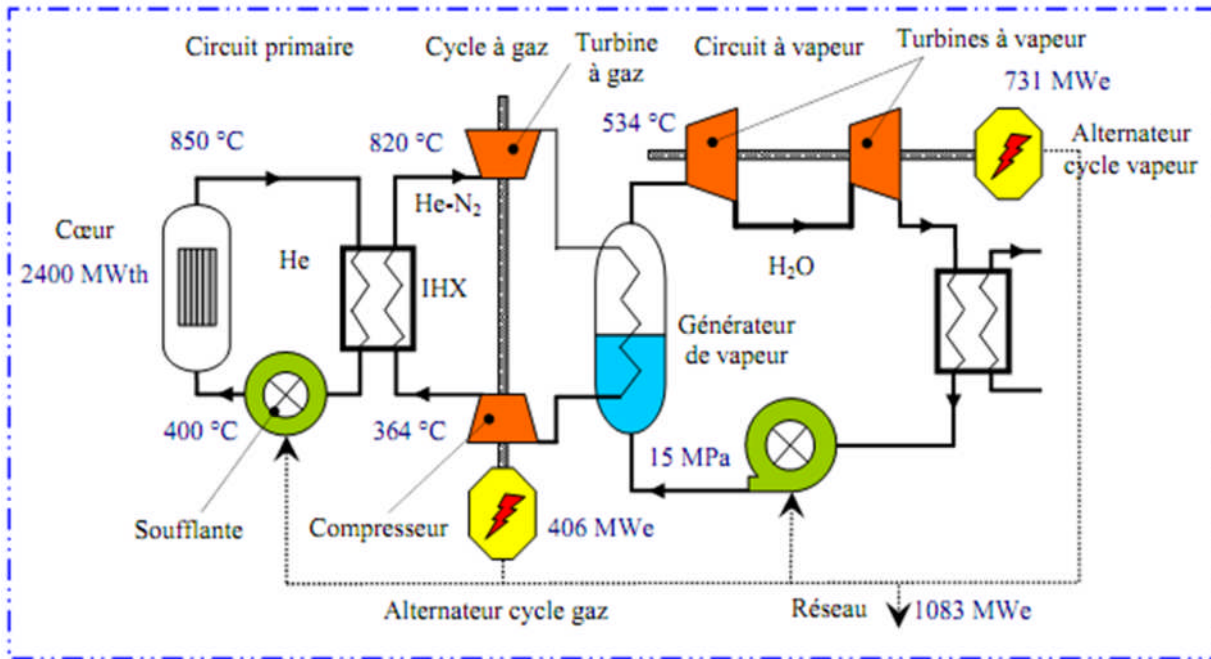 Circuit primaire
Cycle à gaz
Turbine
à gaz
Circuit à vapeur
Turbines à vapeur
731 MWe
850 °C
820 °C
534 °C
Alternateur
cycle vapeur
He-N2
Cœur
2400 MWth
He
IHX
H2O
Générateur
de vapeur
400 °C
364 °C
15 MPa
Soufflante
Compresseur
406 MWe
Alternateur cycle gaz
Réseau
1083 MWe